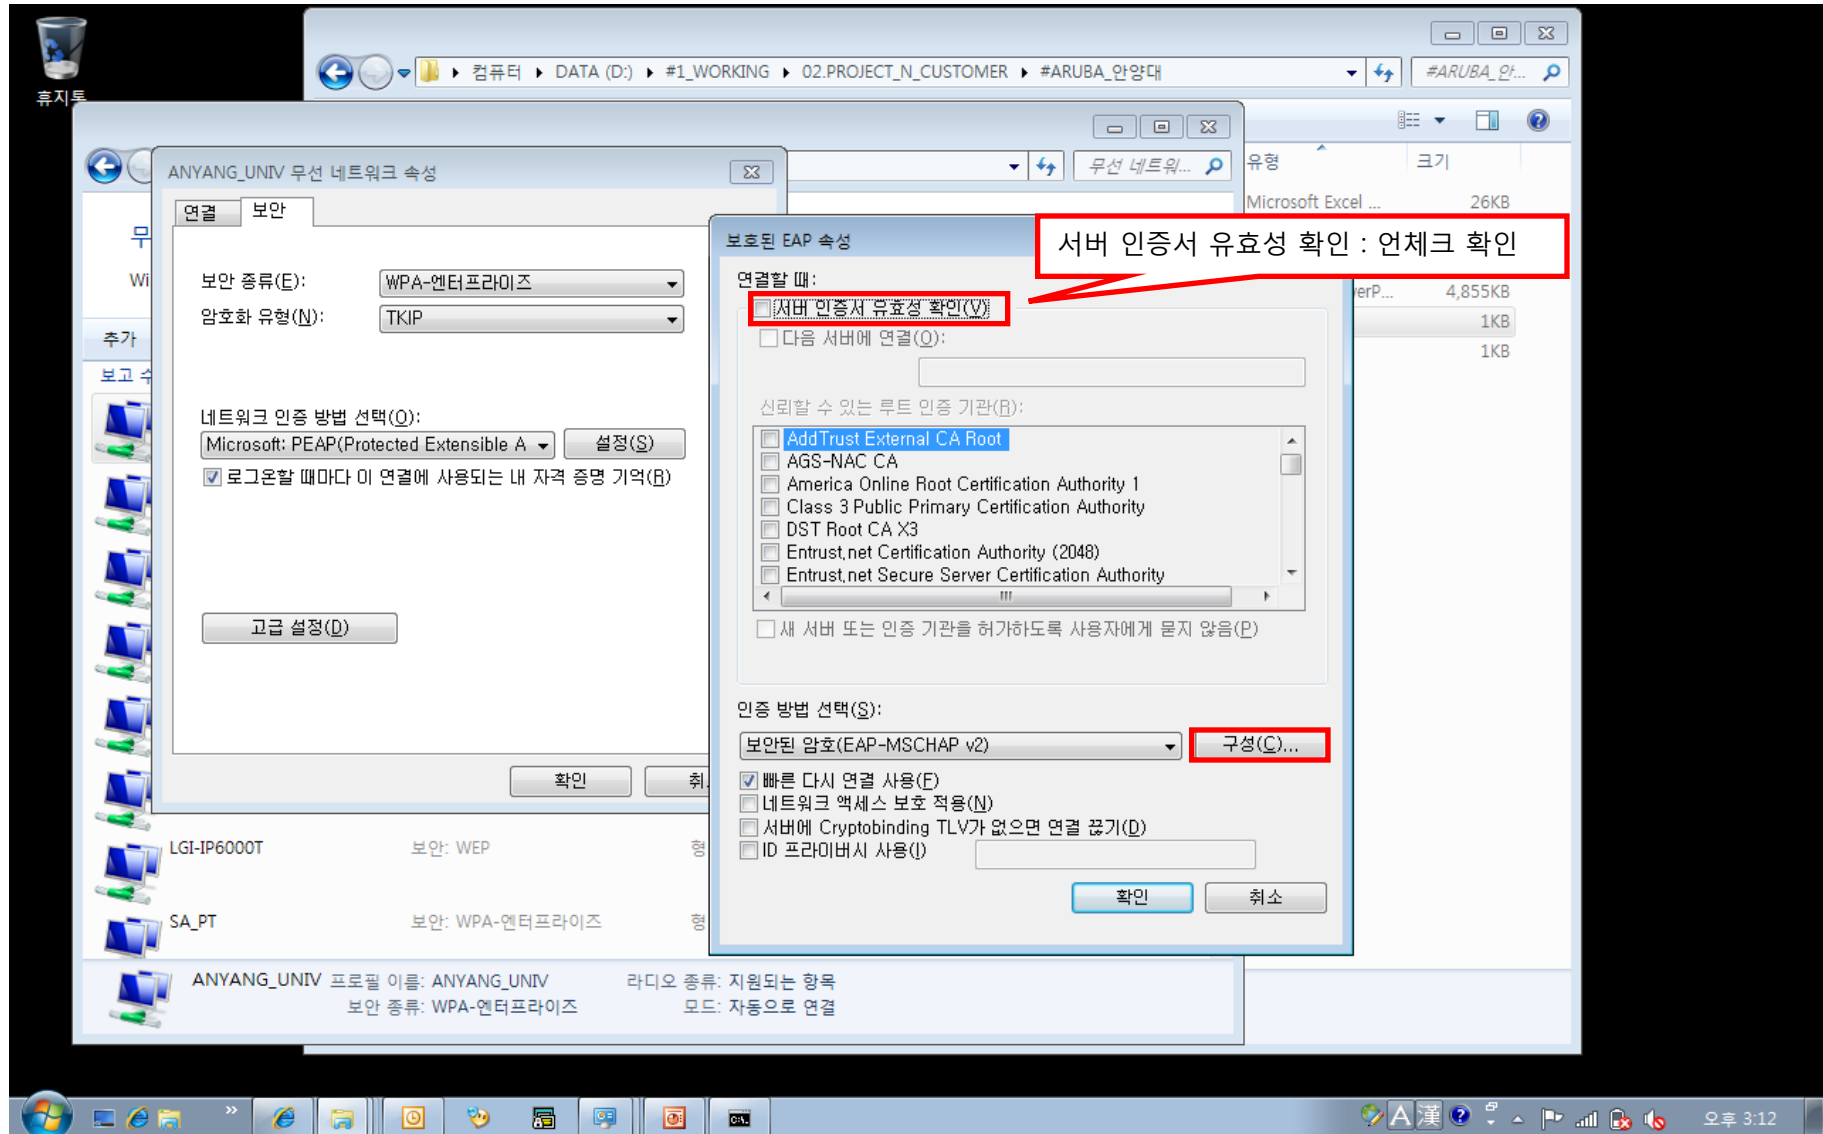 휴지통
컴퓨터 ▸ DATA (D:) ▸ #1_WORKING ▸ 02.PROJECT_N_CUSTOMER ▸ #ARUBA_안양대
#ARUBA_안...
무선 네트워...
유형
크기
Microsoft Excel ...
26KB
4,855KB
1KB
1KB
추가
ANYANG_UNIV 무선 네트워크 속성
연결
보안
보안 종류(E):
WPA-엔터프라이즈
암호화 유형(N):
TKIP
네트워크 인증 방법 선택(O):
Microsoft: PEAP(Protected Extensible A
설정(S)
로그온할 때마다 이 연결에 사용되는 내 자격 증명 기억(R)
고급 설정(D)
확인
서버 인증서 유효성 확인 : 언체크 확인
보호된 EAP 속성
연결할 때:
서버 인증서 유효성 확인(V)
다음 서버에 연결(O):
신뢰할 수 있는 루트 인증 기관(R):
AddTrust External CA Root
AGS-NAC CA
America Online Root Certification Authority 1
Class 3 Public Primary Certification Authority
DST Root CA X3
Entrust.net Certification Authority (2048)
Entrust.net Secure Server Certification Authority
새 서버 또는 인증 기관을 허가하도록 사용자에게 묻지 않음(P)
인증 방법 선택(S):
보안된 암호(EAP-MSCHAP v2)
구성(C)...
빠른 다시 연결 사용(F)
네트워크 액세스 보호 적용(N)
서버에 Cryptobinding TLV가 없으면 연결 끊기(D)
ID 프라이버시 사용(I)
확인
취소
LGI-IP6000T
보안: WEP
SA_PT
보안: WPA-엔터프라이즈
ANYANG_UNIV 프로필 이름: ANYANG_UNIV
라디오 종류: 지원되는 항목
보안 종류: WPA-엔터프라이즈
모드: 자동으로 연결
A 漢
오후 3:12